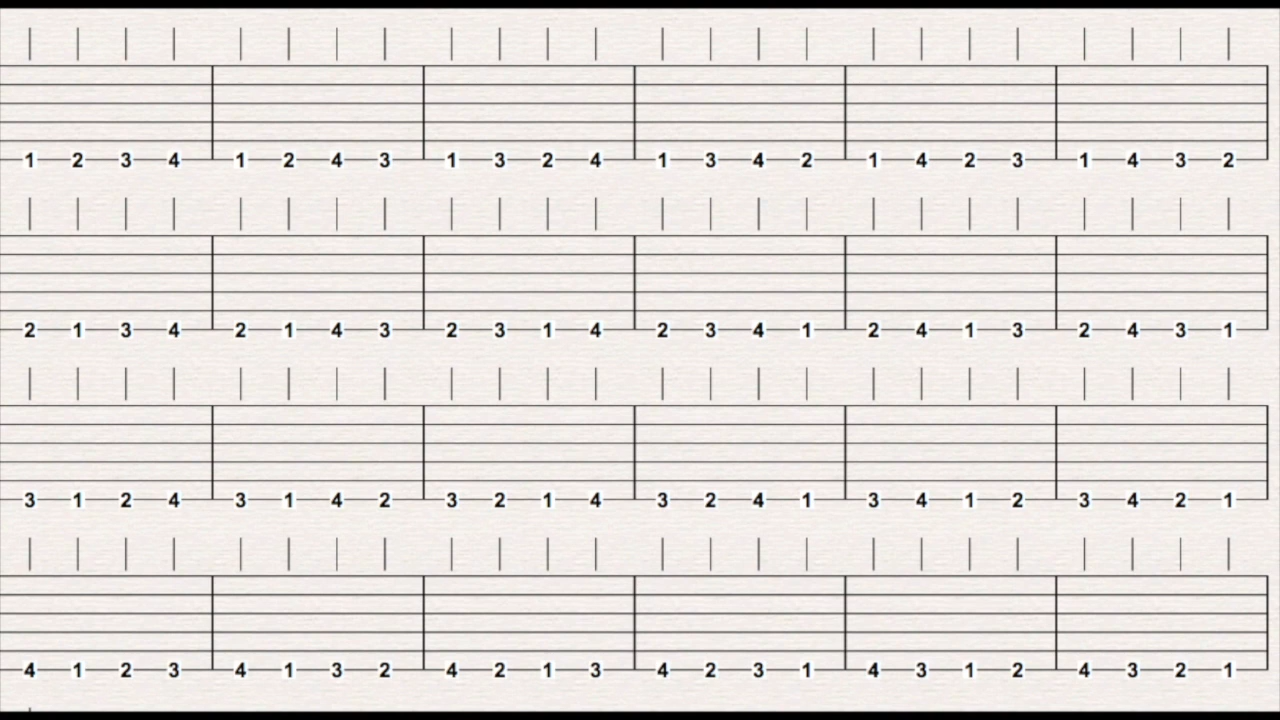 1 2 3 4 1 2 4 3 1 3 2 4 1 3 4 2 1 4 2 3 1 4 3 2
2 1 3 4 2 1 4 3 2 3 1 4 2 3 4 1 2 4 1 3 2 4 3 1
3 1 2 4 3 1 4 2 3 2 1 4 3 2 4 1 3 4 1 2 3 4 2 1
4 1 2 3 4 1 3 2 4 2 1 3 4 2 3 1 4 3 1 2 4 3 2 1